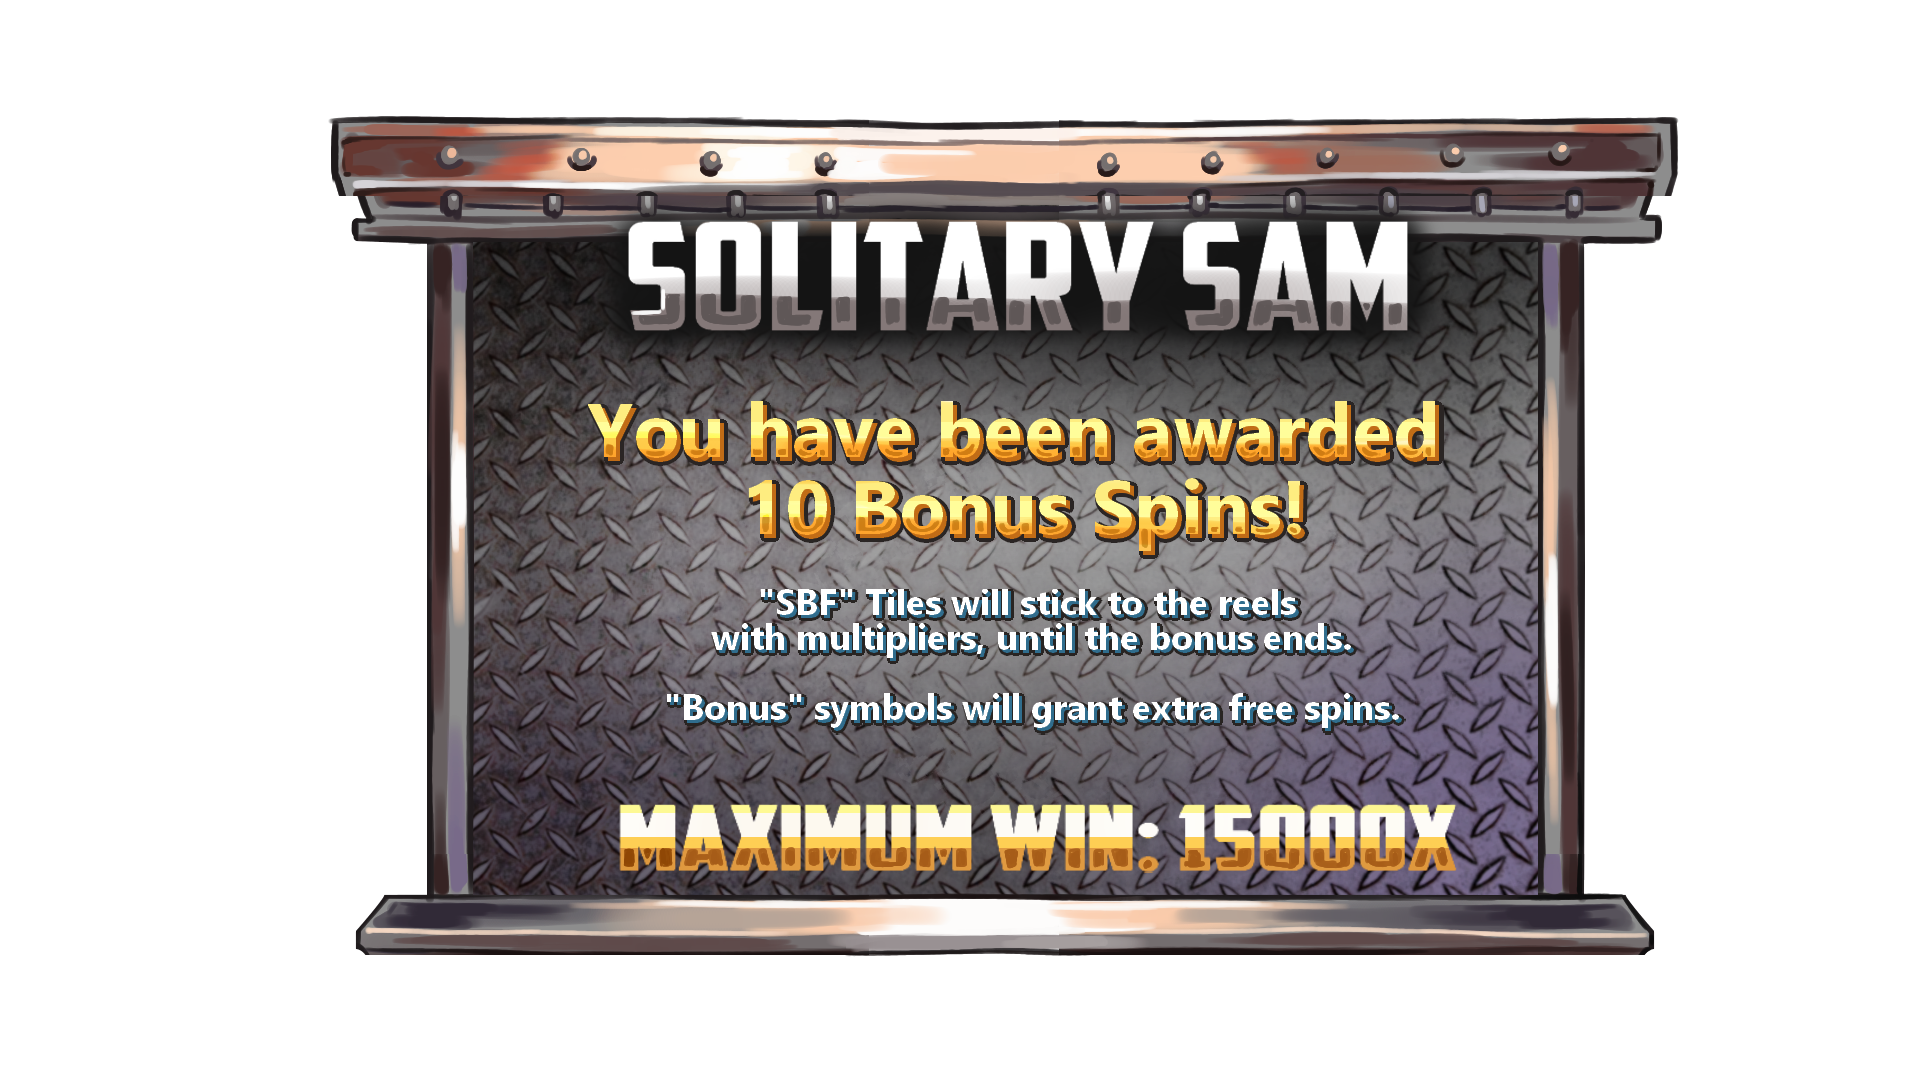 SOLITARY SAM
You have been awarded
10 Bonus Spins!
"SBF" Tiles will stick to the reels
with multipliers, until the bonus ends.
"Bonus" symbols will grant extra free spins.
MAXIMUM WIN: 15000X